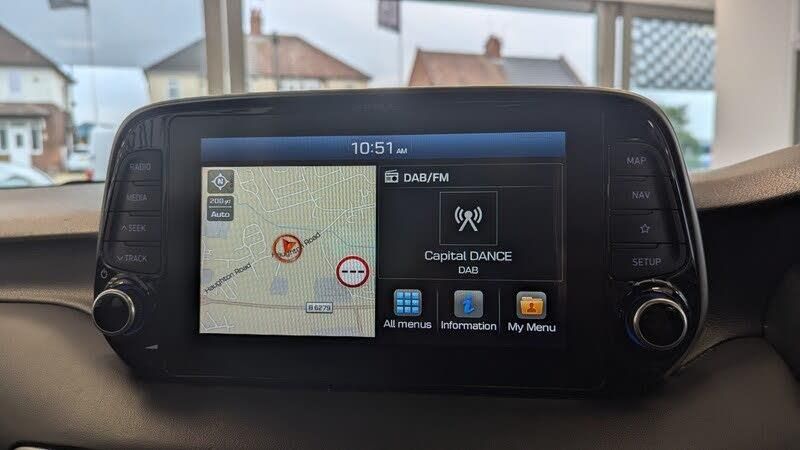 10:51 AM
RADIO
MEDIA
SEEK
TRACK
N
200 yd
Auto
Haughton Road
Haughton Road
B 6279
DAB/FM
Capital DANCE
DAB
All menus
Information
My Menu
MAP
NAV
SETUP